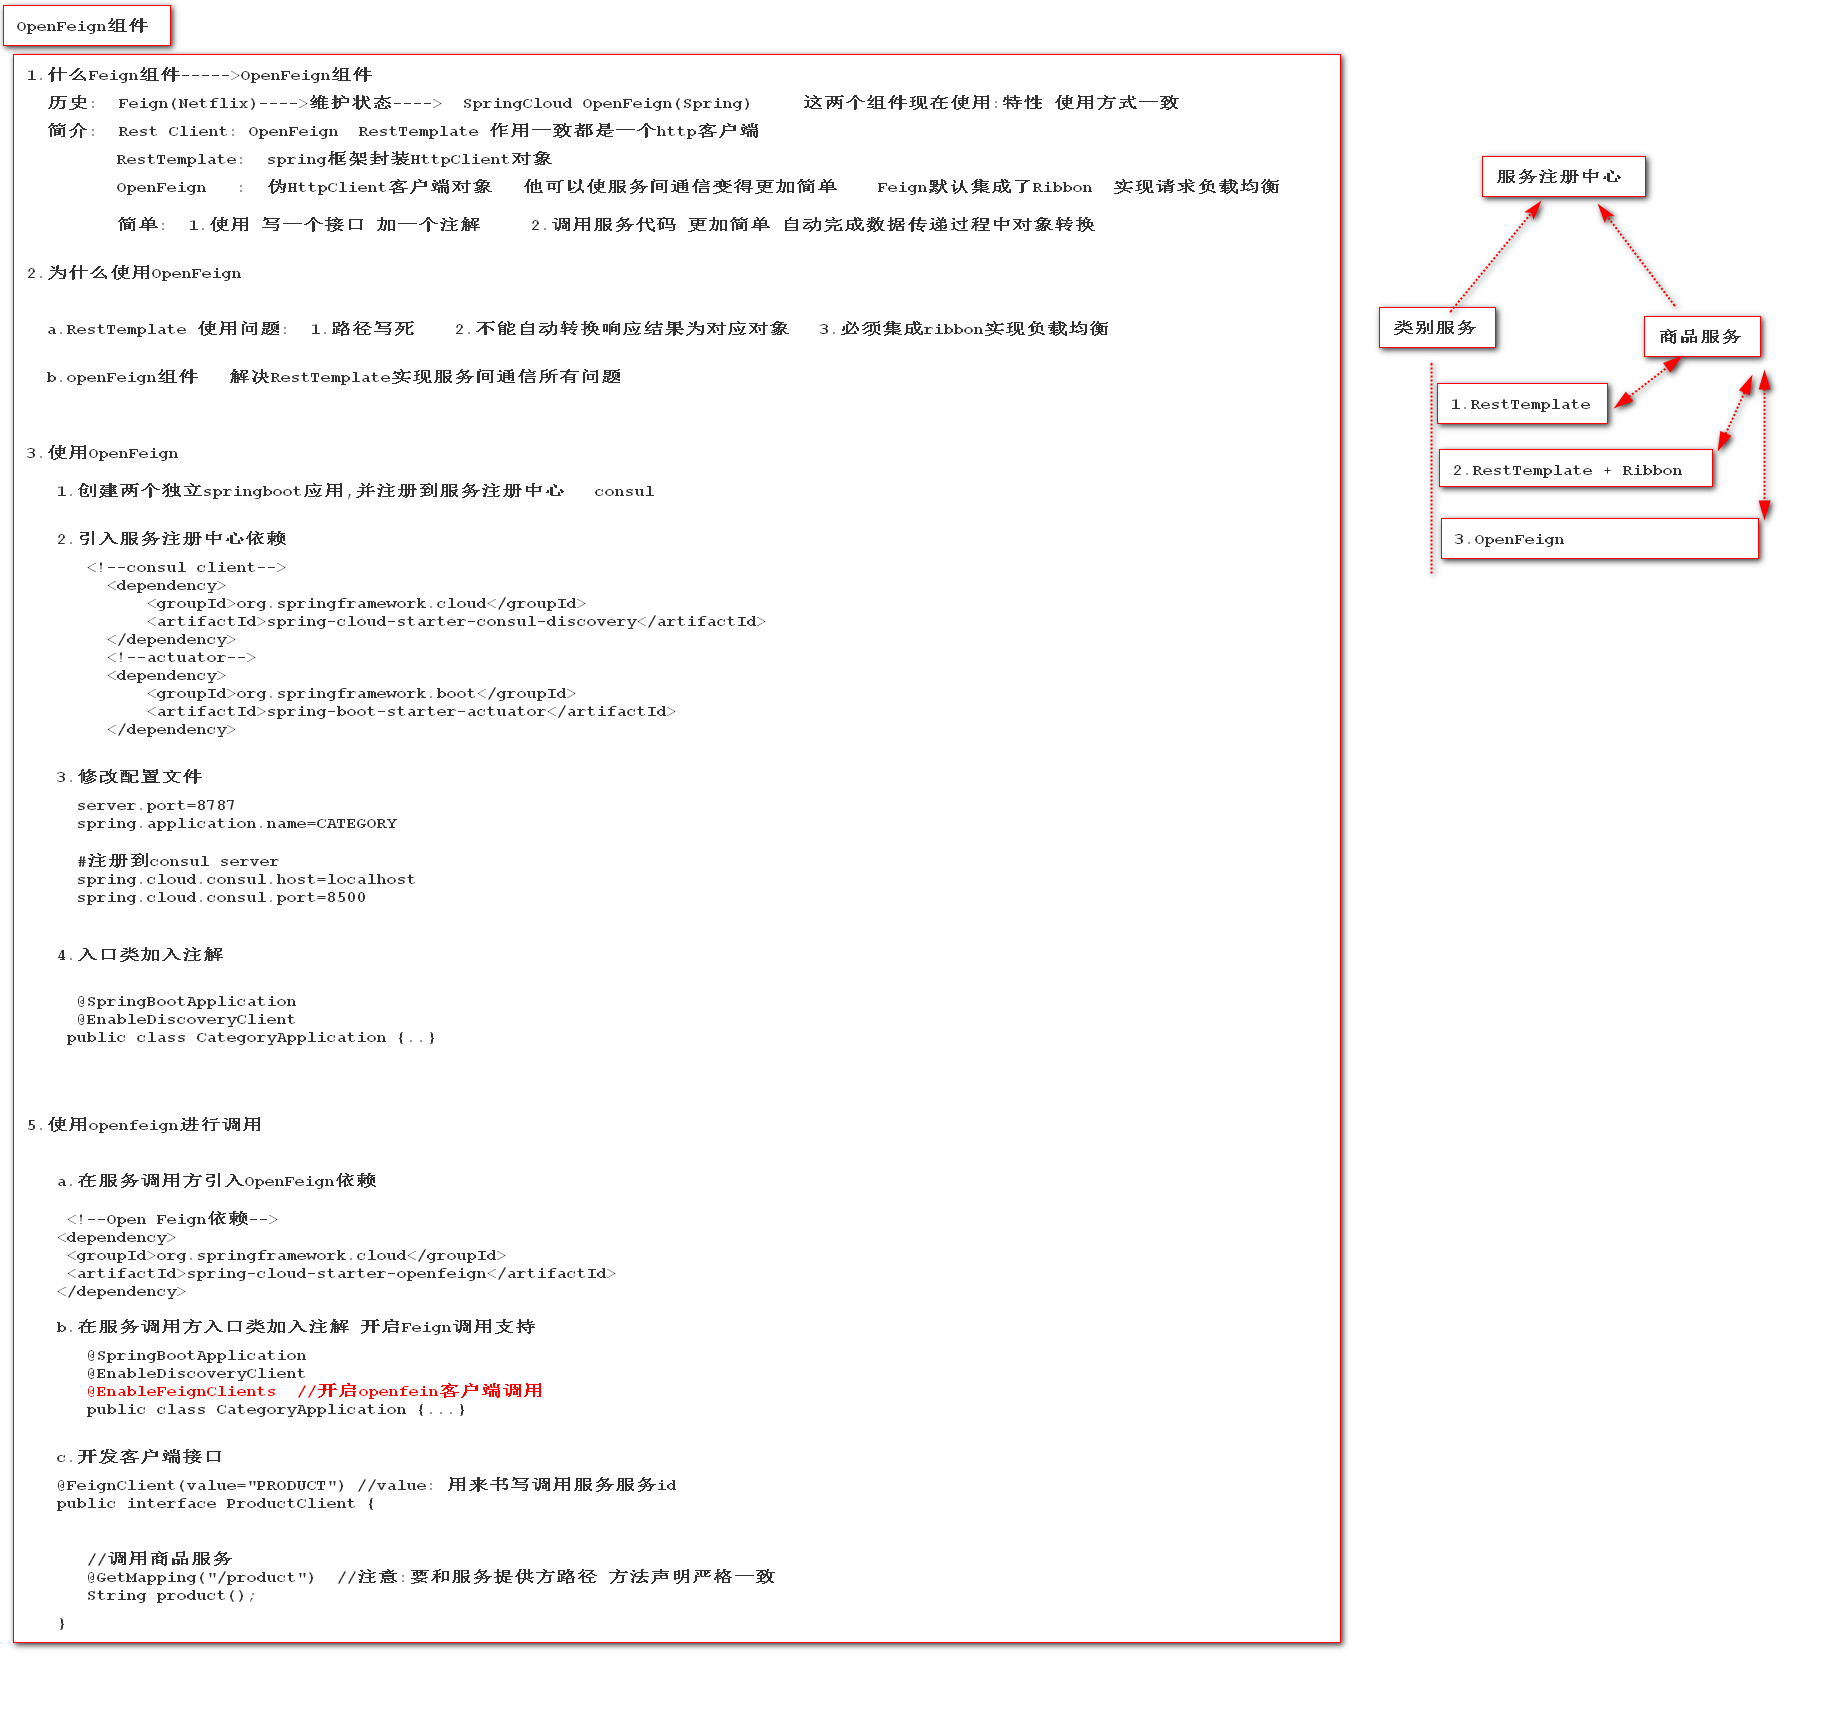 OpenFeign组件
1.什么Feign组件----->OpenFeign组件
历史: Feign(Netflix)---->维护状态----> SpringCloud OpenFeign(Spring) 这两个组件现在使用:特性 使用方式一致
简介: Rest Client: OpenFeign RestTemplate 作用一致都是一个http客户端
RestTemplate: spring框架封装HttpClient对象
OpenFeign : 伪HttpClient客户端对象 他可以使服务间通信变得更加简单 Feign默认集成了Ribbon 实现请求负载均衡
简单: 1.使用 写一个接口 加一个注解 2.调用服务代码 更加简单 自动完成数据传递过程中对象转换
2.为什么使用OpenFeign
a.RestTemplate 使用问题: 1.路径写死 2.不能自动转换响应结果为对应对象 3.必须集成ribbon实现负载均衡
b.openFeign组件 解决RestTemplate实现服务间通信所有问题
3.使用OpenFeign
1.创建两个独立springboot应用,并注册到服务注册中心 consul
2.引入服务注册中心依赖
<!--consul client-->
<dependency>
<groupId>org.springframework.cloud</groupId>
<artifactId>spring-cloud-starter-consul-discovery</artifactId>
</dependency>
<!--actuator-->
<dependency>
<groupId>org.springframework.boot</groupId>
<artifactId>spring-boot-starter-actuator</artifactId>
</dependency>
3.修改配置文件
server.port=8787
spring.application.name=CATEGORY
#注册到consul server
spring.cloud.consul.host=localhost
spring.cloud.consul.port=8500
4.入口类加入注解
@SpringBootApplication
@EnableDiscoveryClient
public class CategoryApplication {..}
5.使用openfeign进行调用
a.在服务调用方引入OpenFeign依赖
<!--Open Feign依赖-->
<dependency>
<groupId>org.springframework.cloud</groupId>
<artifactId>spring-cloud-starter-openfeign</artifactId>
</dependency>
b.在服务调用方入口类加入注解 开启Feign调用支持
@SpringBootApplication
@EnableDiscoveryClient
@EnableFeignClients //开启openfein客户端调用
public class CategoryApplication {...}
c.开发客户端接口
@FeignClient(value="PRODUCT") //value: 用来书写调用服务服务id
public interface ProductClient {
//调用商品服务
@GetMapping("/product") //注意:要和服务提供方路径 方法声明严格一致
String product();
}
服务注册中心
类别服务
商品服务
1.RestTemplate
2.RestTemplate + Ribbon
3.OpenFeign